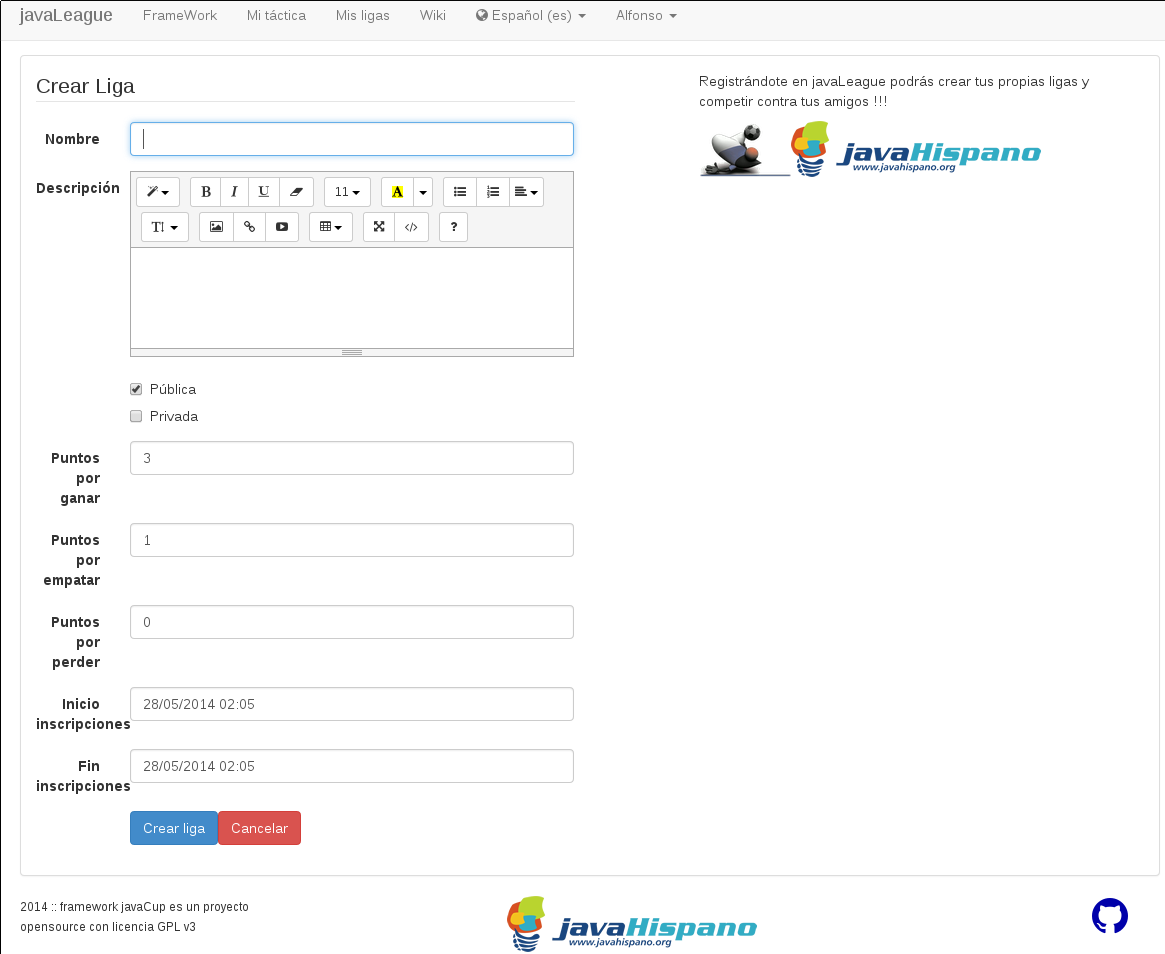 javaLeague FrameWork Mi táctica Mis ligas Wiki Español (es) Alfonso
Crear Liga
Registrándote en javaLeague podrás crear tus propias ligas y
competir contra tus amigos !!!
javaHispano
www.javahispano.org
Nombre
Descripción
B I U 11 A
T! </> ?
Pública
Privada
Puntos
por
ganar
3
Puntos
por
empatar
1
Puntos
por
perder
0
Inicio
inscripciones
28/05/2014 02:05
Fin
inscripciones
28/05/2014 02:05
Crear liga Cancelar
2014 :: framework javaCup es un proyecto
opensource con licencia GPL v3
javaHispano
www.javahispano.org